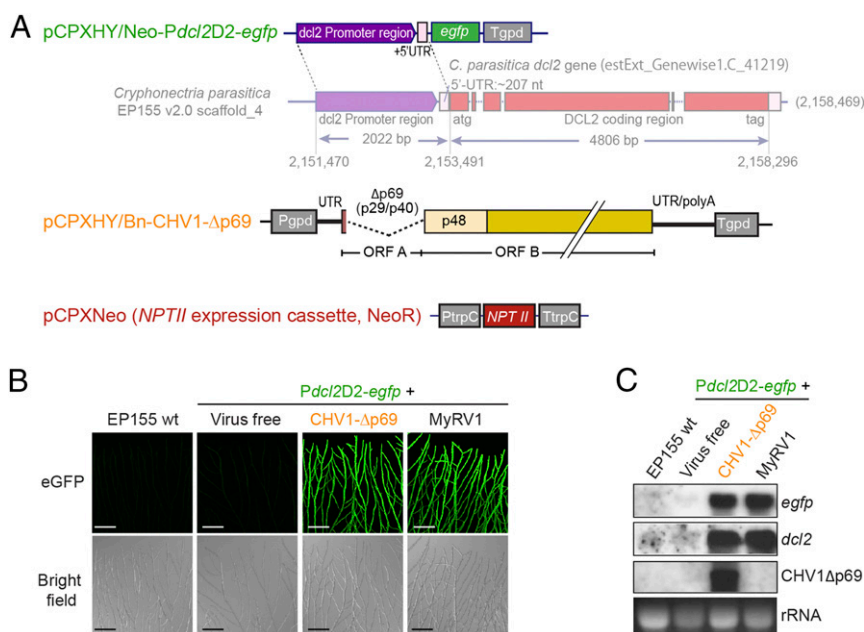 A
pCPXHY/Neo-Pdcl2D2-egfp
dcl2 Promoter region
egfp
Tgpd
+5'UTR
C. parasitica dcl2 gene (estExt_Genewise1.C_41219)
5'-UTR:~207 nt
Cryphonectria parasitica
EP155 v2.0 scaffold_4
(2,158,469)
dcl2 Promoter region
atg
DCL2 coding region
tag
2022 bp
4806 bp
2,151,470
2,153,491
2,158,296
pCPXHY/Bn-CHV1-Δp69
Pgpd
UTR
Δp69
(p29/p40)
p48
UTR/polyA
Tgpd
ORF A
ORF B
pCPXNeo (NPTII expression cassette, NeoR)
PtrpC
NPT II
TtrpC
B
Pdcl2D2-egfp +
EP155 wt
Virus free
CHV1-Δp69
MyRV1
eGFP
Bright
field
C
Pdcl2D2-egfp +
EP155 wt
Virus free
CHV1-Δp69
MyRV1
egfp
dcl2
CHV1Δp69
rRNA